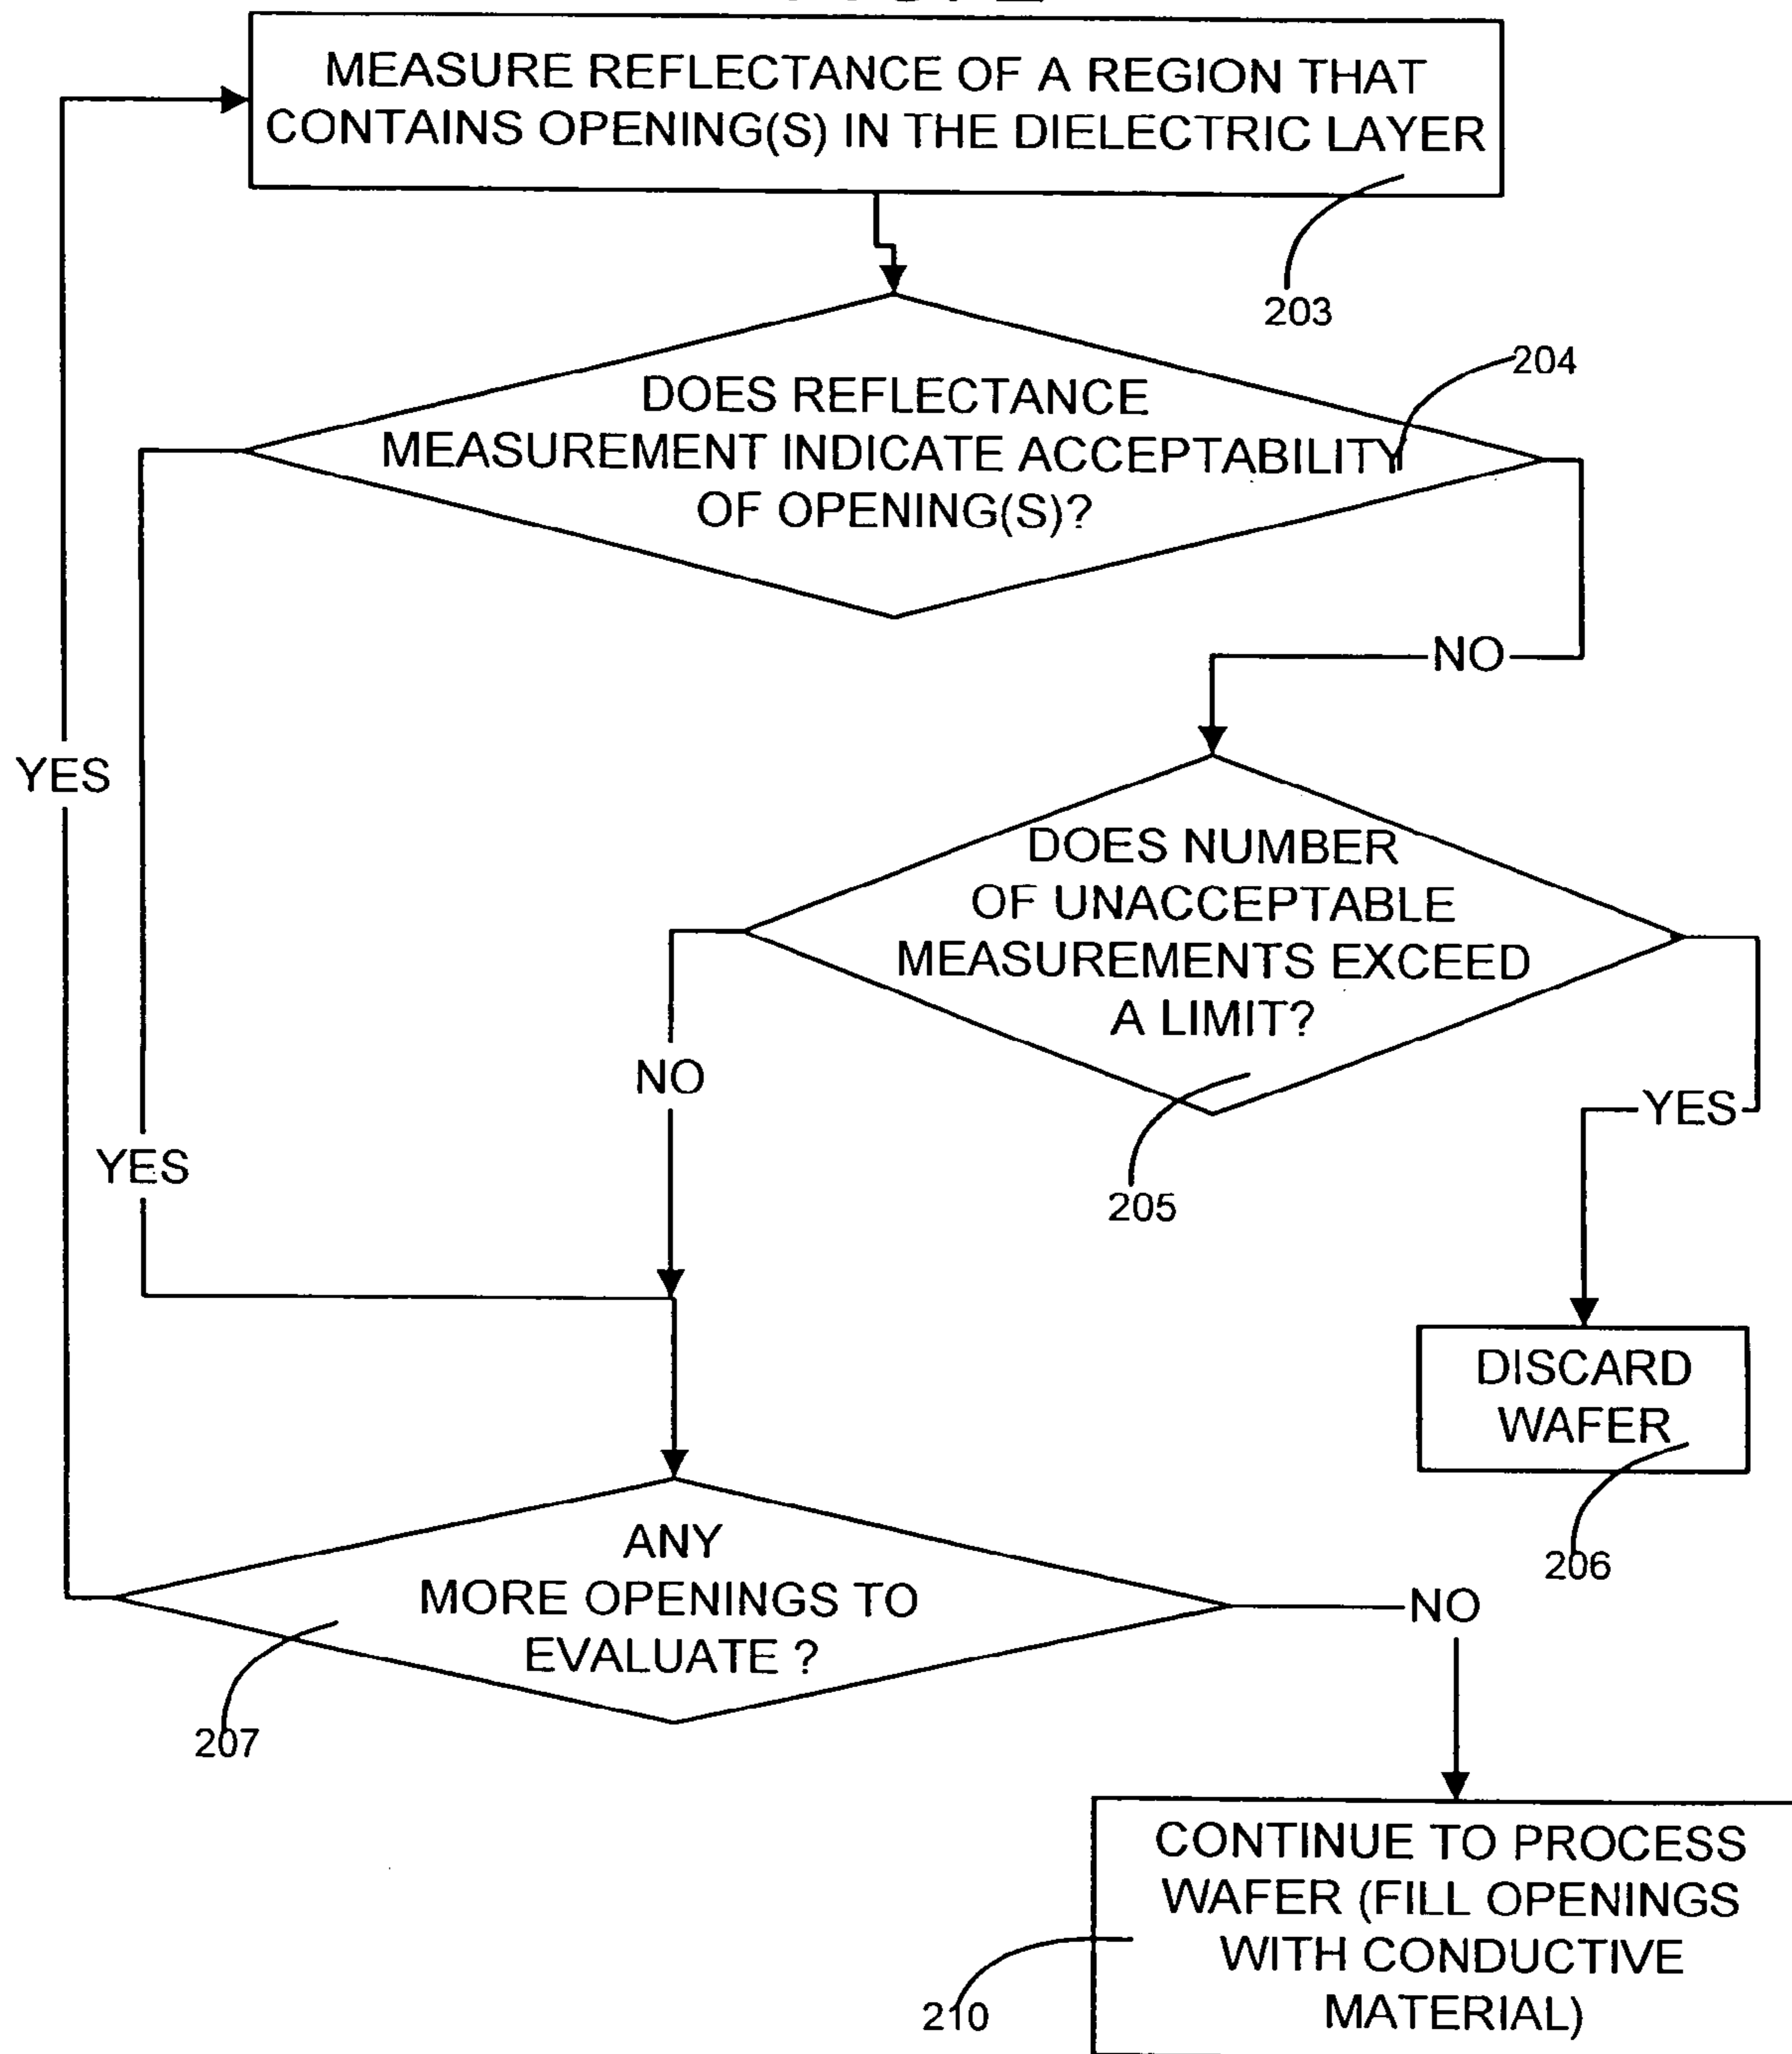 MEASURE REFLECTANCE OF A REGION THAT
CONTAINS OPENING(S) IN THE DIELECTRIC LAYER
203
204
DOES REFLECTANCE
MEASUREMENT INDICATE ACCEPTABILITY
OF OPENING(S)?
NO
YES
DOES NUMBER
OF UNACCEPTABLE
MEASUREMENTS EXCEED
A LIMIT?
NO
YES
YES
205
DISCARD
WAFER
206
ANY
MORE OPENINGS TO
EVALUATE ?
NO
207
CONTINUE TO PROCESS
WAFER (FILL OPENINGS
WITH CONDUCTIVE
MATERIAL)
210